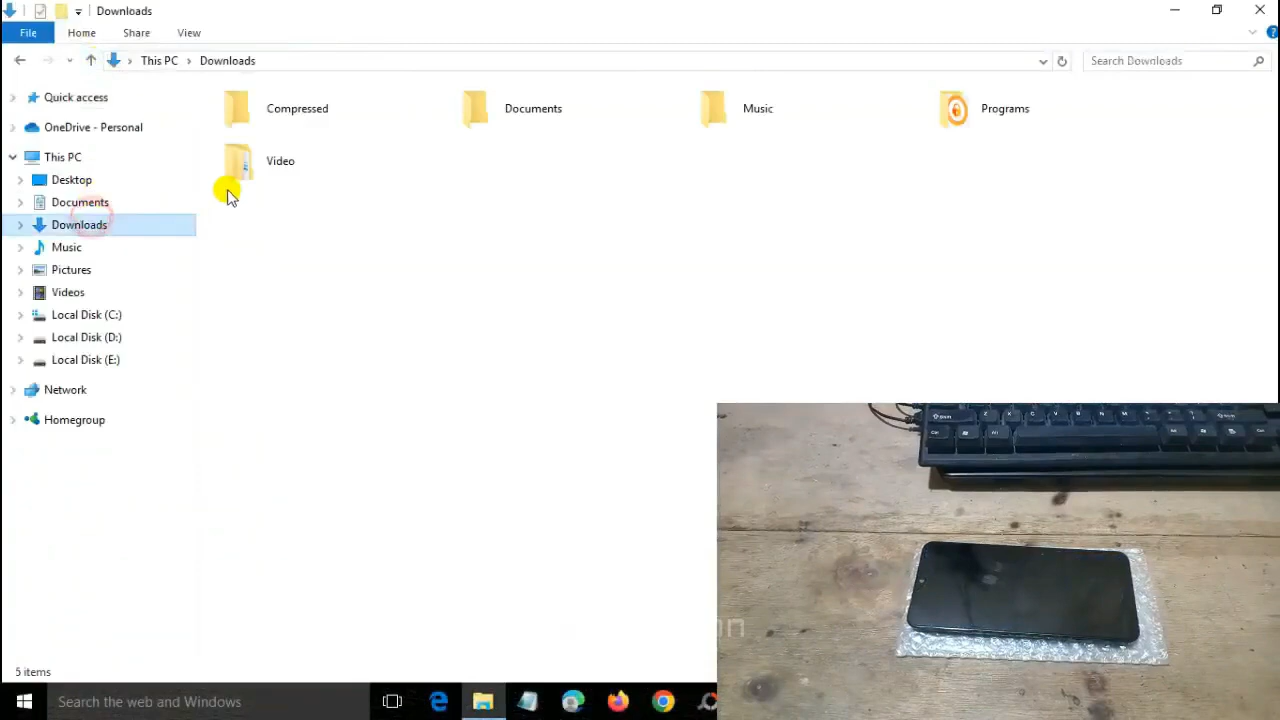 Downloads
File Home Share View
This PC Downloads Search Downloads
Quick access
OneDrive - Personal
This PC
Desktop
Documents
Downloads
Music
Pictures
Videos
Local Disk (C:)
Local Disk (D:)
Local Disk (E:)
Network
Homegroup
Compressed Documents Music Programs
Video
5 items
Search the web and Windows